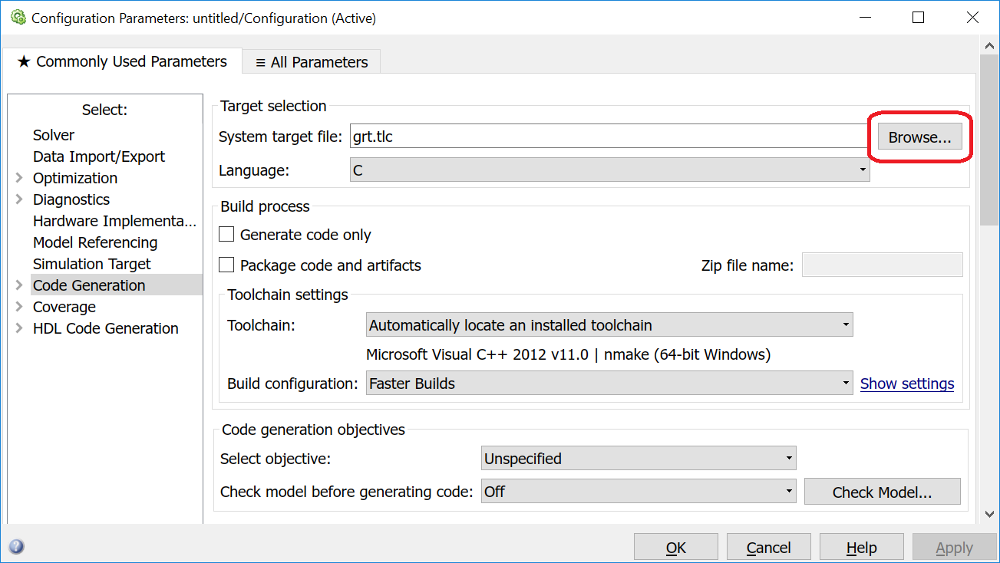 Configuration Parameters: untitled/Configuration (Active)
★ Commonly Used Parameters
≡ All Parameters
Select:
Solver
Data Import/Export
Optimization
Diagnostics
Hardware Implementa...
Model Referencing
Simulation Target
Code Generation
Coverage
HDL Code Generation
Target selection
System target file: grt.tlc Browse...
Language: C
Build process
Generate code only
Package code and artifacts Zip file name:
Toolchain settings
Toolchain: Automatically locate an installed toolchain
Microsoft Visual C++ 2012 v11.0 | nmake (64-bit Windows)
Build configuration: Faster Builds Show settings
Code generation objectives
Select objective: Unspecified
Check model before generating code: Off Check Model...
? OK Cancel Help Apply